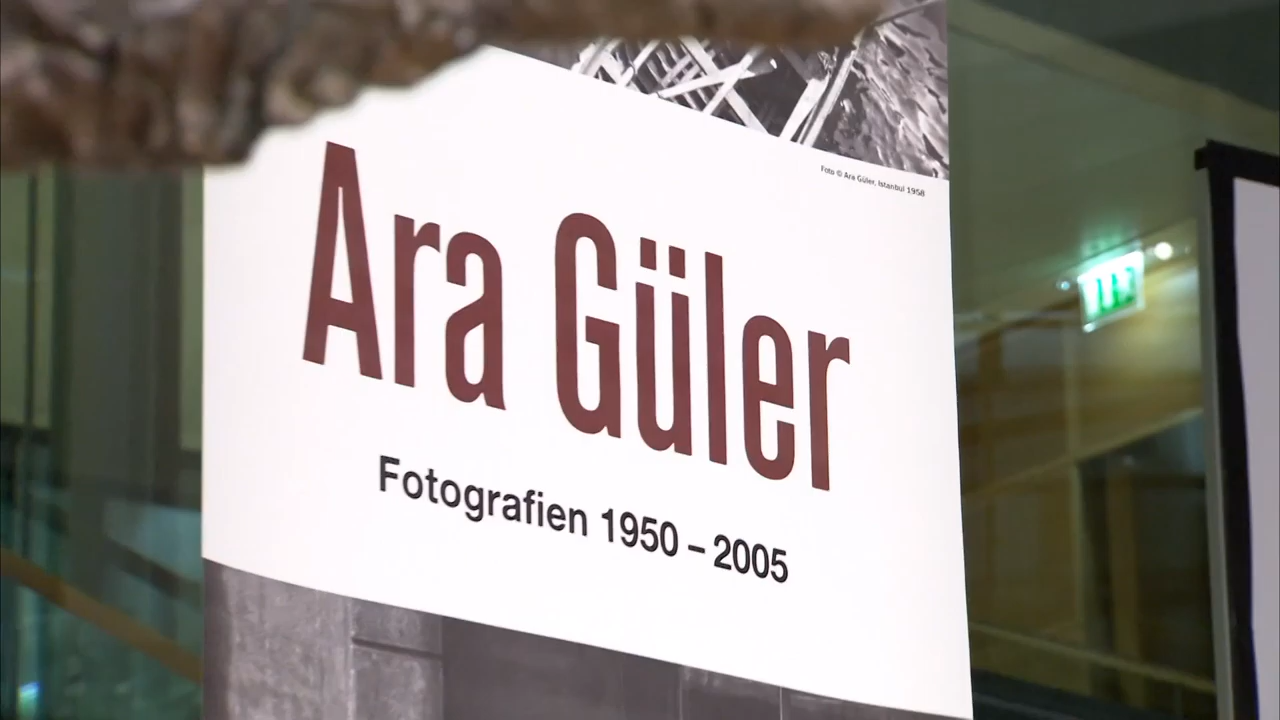 Foto © Ara Güler, Istanbul 1958
Ara Güler
Fotografien 1950 – 2005